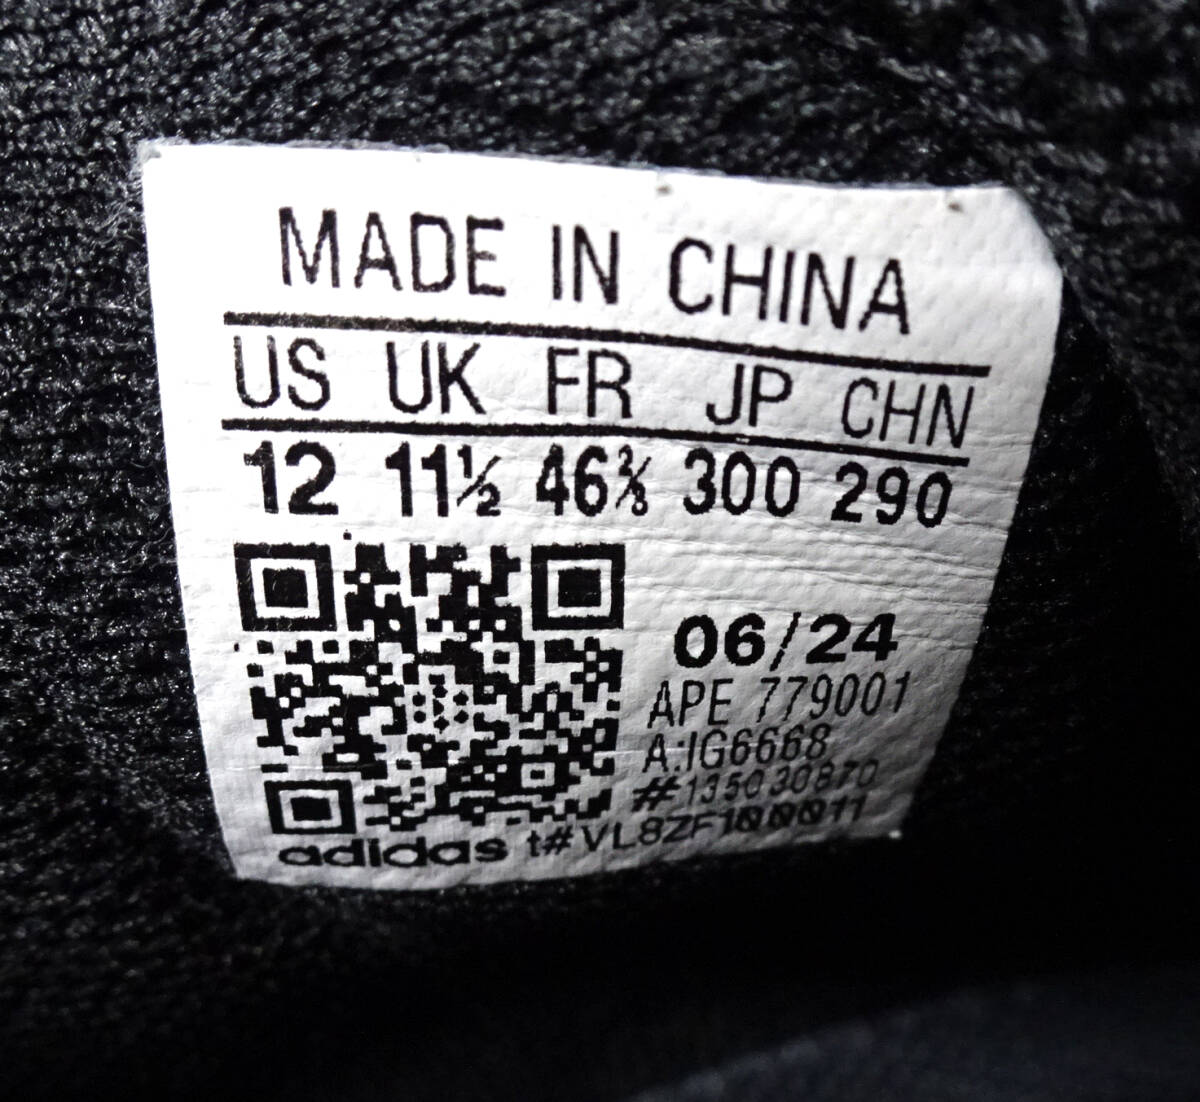 MADE IN CHINA
US UK FR JP CHN
12 11½ 46⅔ 300 290
06/24
APE 779001
A:IG6668
#135030870
adidas t#VL8ZF100011